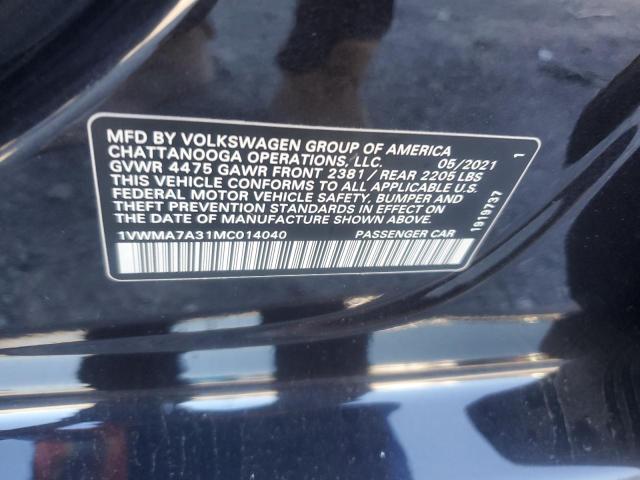 MFD BY VOLKSWAGEN GROUP OF AMERICA
CHATTANOOGA OPERATIONS, LLC. 05/2021
GVWR 4475 GAWR FRONT 2381 / REAR 2205 LBS
THIS VEHICLE CONFORMS TO ALL APPLICABLE U.S.
FEDERAL MOTOR VEHICLE SAFETY, BUMPER, AND
THEFT PREVENTION STANDARDS IN EFFECT ON
THE DATE OF MANUFACTURE SHOWN ABOVE.
1VWMA7A31MC014040 PASSENGER CAR
1919737 1